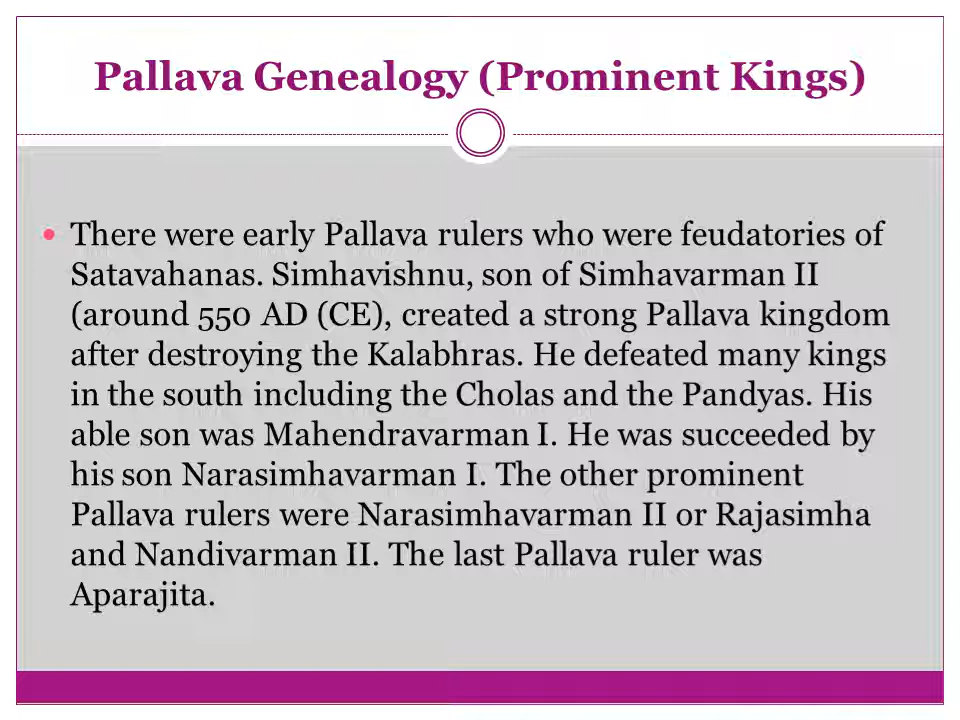 Pallava Genealogy (Prominent Kings)
• There were early Pallava rulers who were feudatories of
Satavahanas. Simhavishnu, son of Simhavarman II
(around 550 AD (CE), created a strong Pallava kingdom
after destroying the Kalabhras. He defeated many kings
in the south including the Cholas and the Pandyas. His
able son was Mahendravarman I. He was succeeded by
his son Narasimhavarman I. The other prominent
Pallava rulers were Narasimhavarman II or Rajasimha
and Nandivarman II. The last Pallava ruler was
Aparajita.